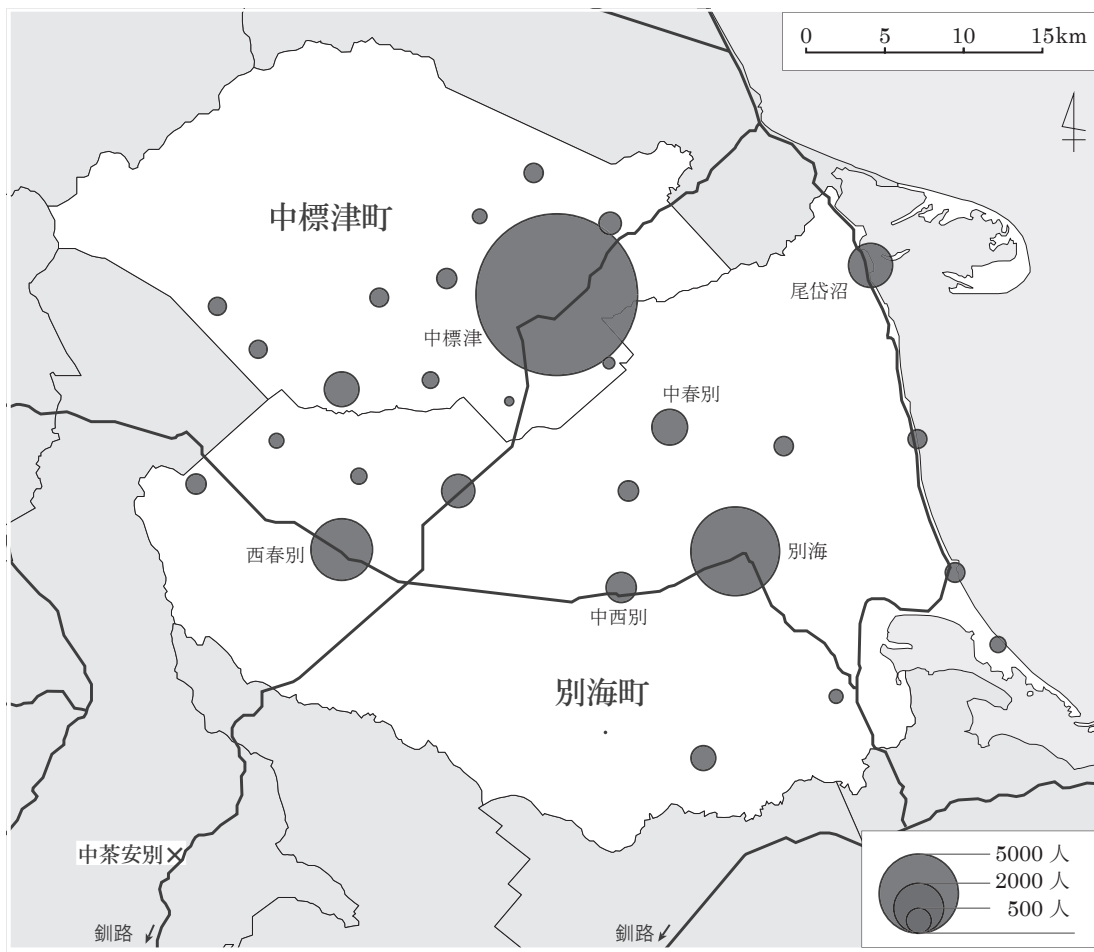 0 5 10 15km
中標津町
尾岱沼
中標津
中春別
西春別
別海
中西別
別海町
中茶安別
5000 人
2000 人
500 人
釧路
釧路